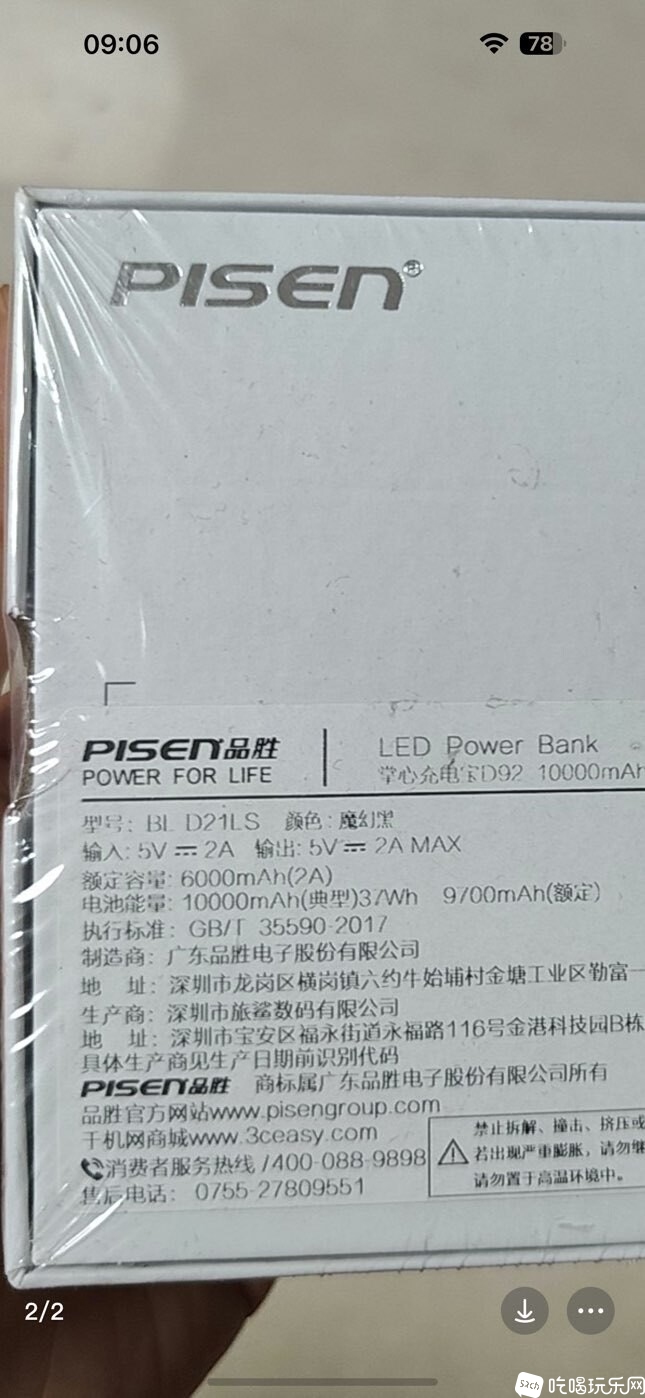 09:06
78
PISEN®
PISEN品胜
POWER FOR LIFE
LED Power Bank
掌心充电宝D92 10000mAh
型号: BL D21LS 颜色: 魔幻黑
输入: 5V ⎓ 2A 输出: 5V ⎓ 2A MAX
额定容量: 6000mAh(2A)
电池能量: 10000mAh(典型)37Wh 9700mAh(额定)
执行标准: GB/T 35590-2017
制造商: 广东品胜电子股份有限公司
地 址: 深圳市龙岗区横岗镇六约牛始埔村金塘工业区勤富一
生产商: 深圳市旅鲨数码有限公司
地 址: 深圳市宝安区福永街道永福路116号金港科技园B栋
具体生产商见生产日期前识别代码
PISEN品胜 商标属广东品胜电子股份有限公司所有
品胜官方网站www.pisengroup.com
千机网商城www.3ceasy.com
消费者服务热线/400-088-9898
售后电话: 0755-27809551
禁止拆解、撞击、挤压或
若出现严重膨胀，请勿继
请勿置于高温环境中。
2/2
sach 吃喝玩乐网